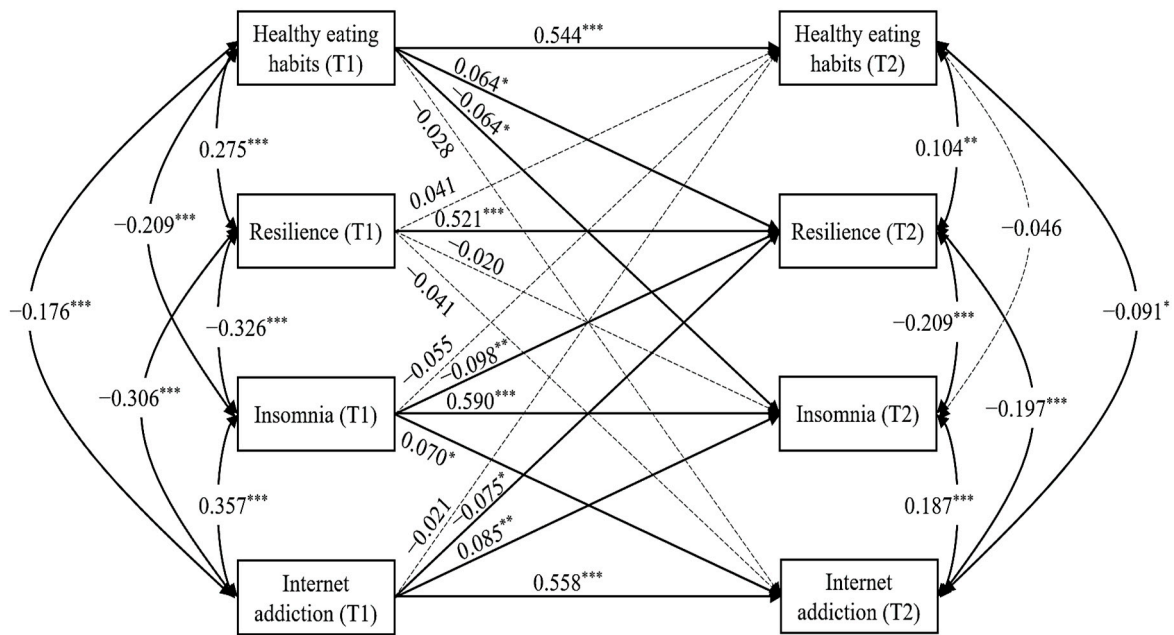 Healthy eating
habits (T1)
0.544***
Healthy eating
habits (T2)
0.064*
−0.064*
−0.028
0.275***
0.104**
0.041
−0.209***
Resilience (T1)
0.521***
Resilience (T2)
−0.046
−0.020
−0.041
−0.176***
−0.326***
−0.209***
−0.091*
−0.055
−0.098**
−0.306***
Insomnia (T1)
0.590***
Insomnia (T2)
−0.197***
0.070*
−0.075*
0.357***
−0.021
0.085**
0.187***
Internet
addiction (T1)
0.558***
Internet
addiction (T2)